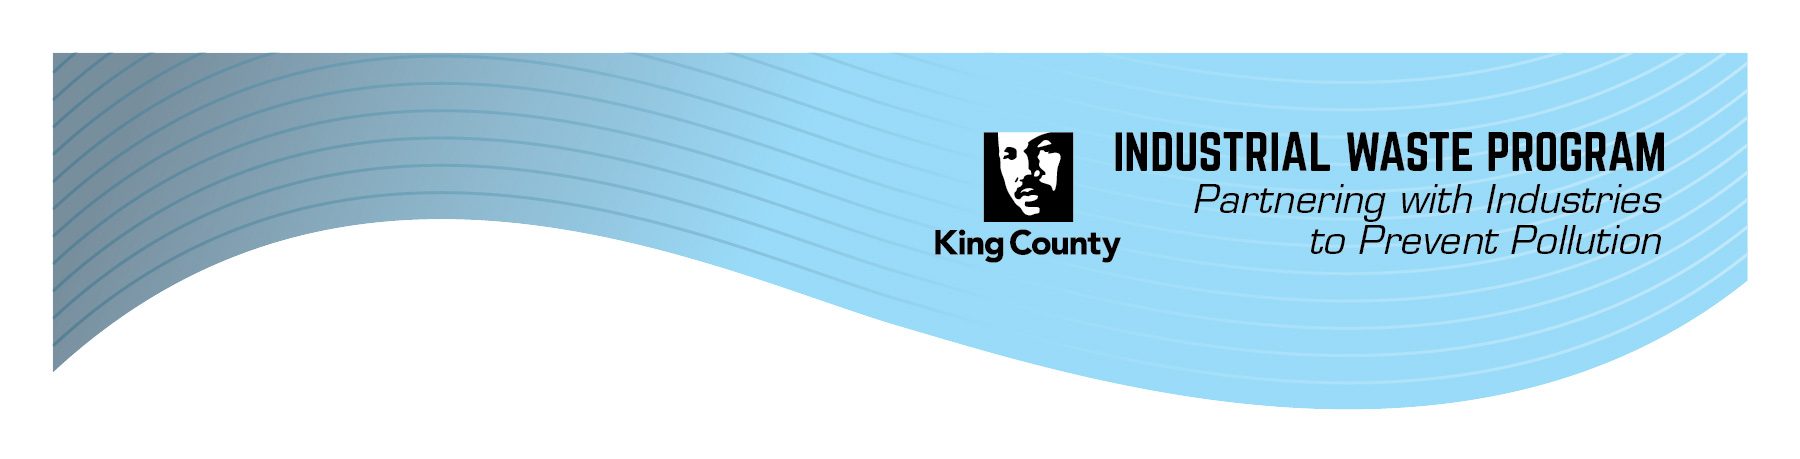 INDUSTRIAL WASTE PROGRAM
Partnering with Industries
to Prevent Pollution
King County